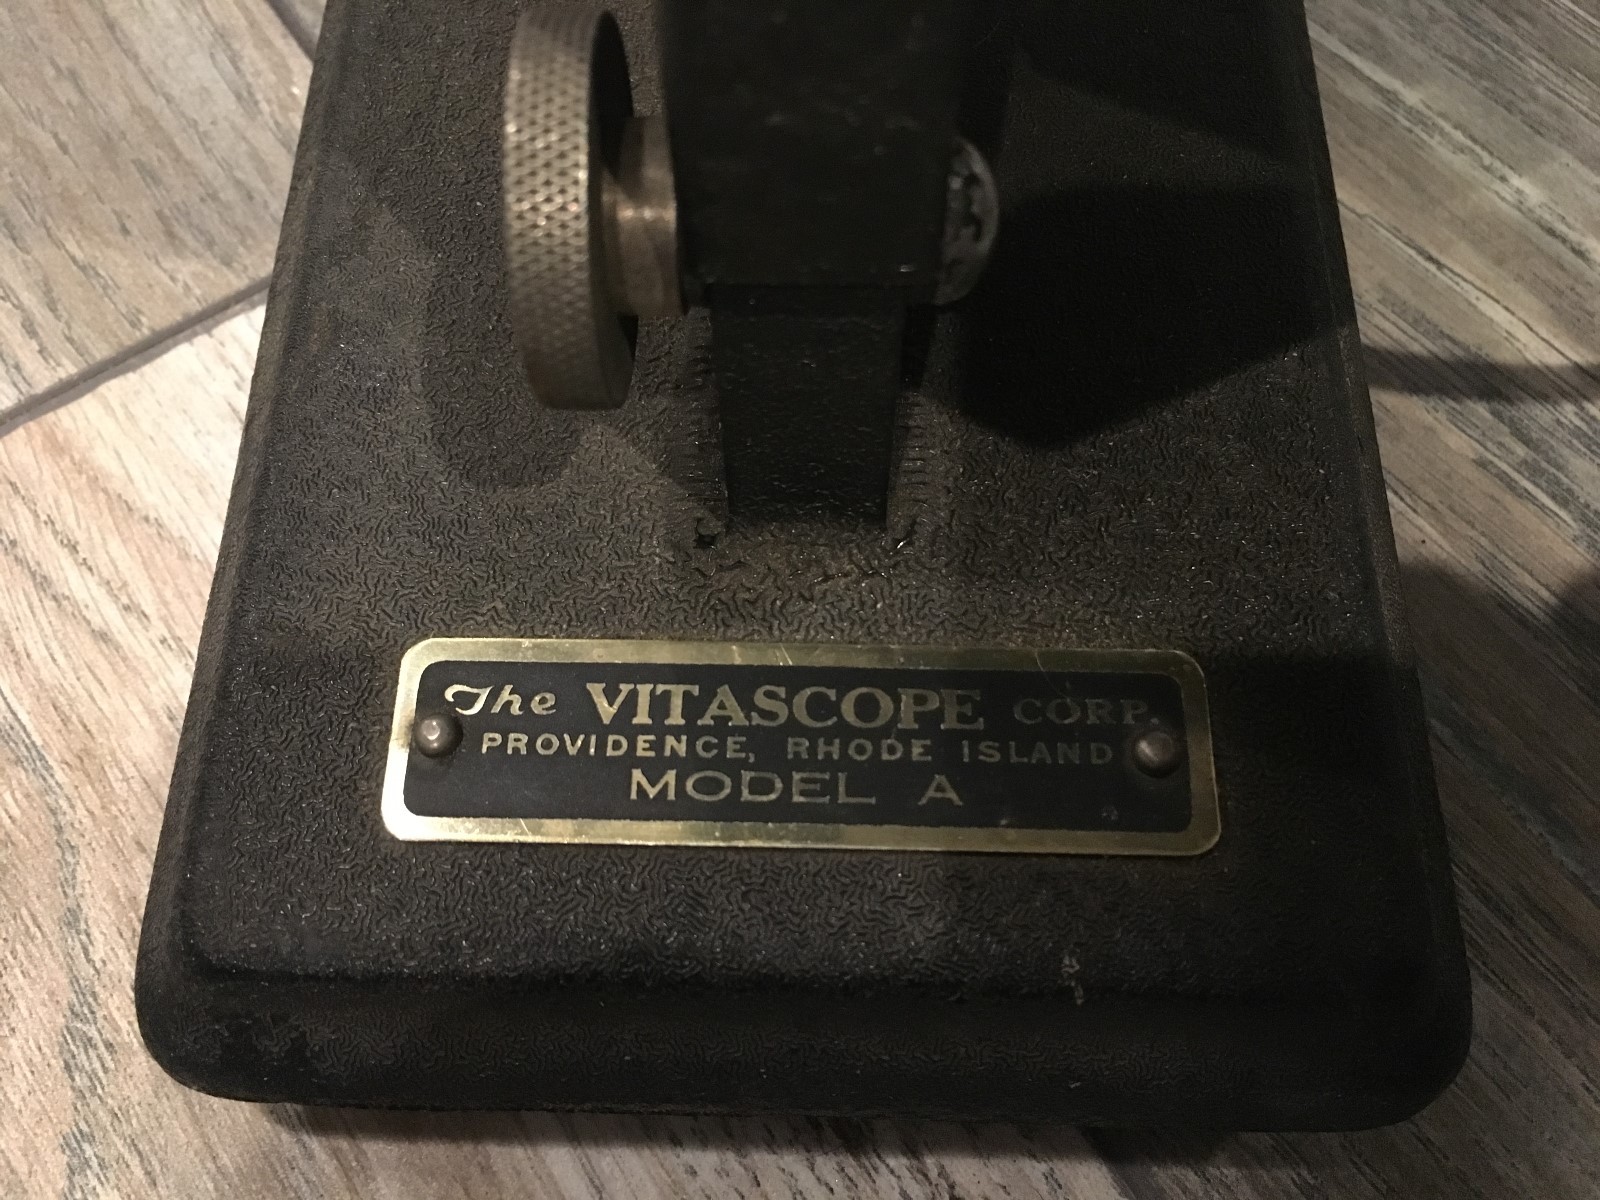 The VITASCOPE CORP.
PROVIDENCE, RHODE ISLAND
MODEL A